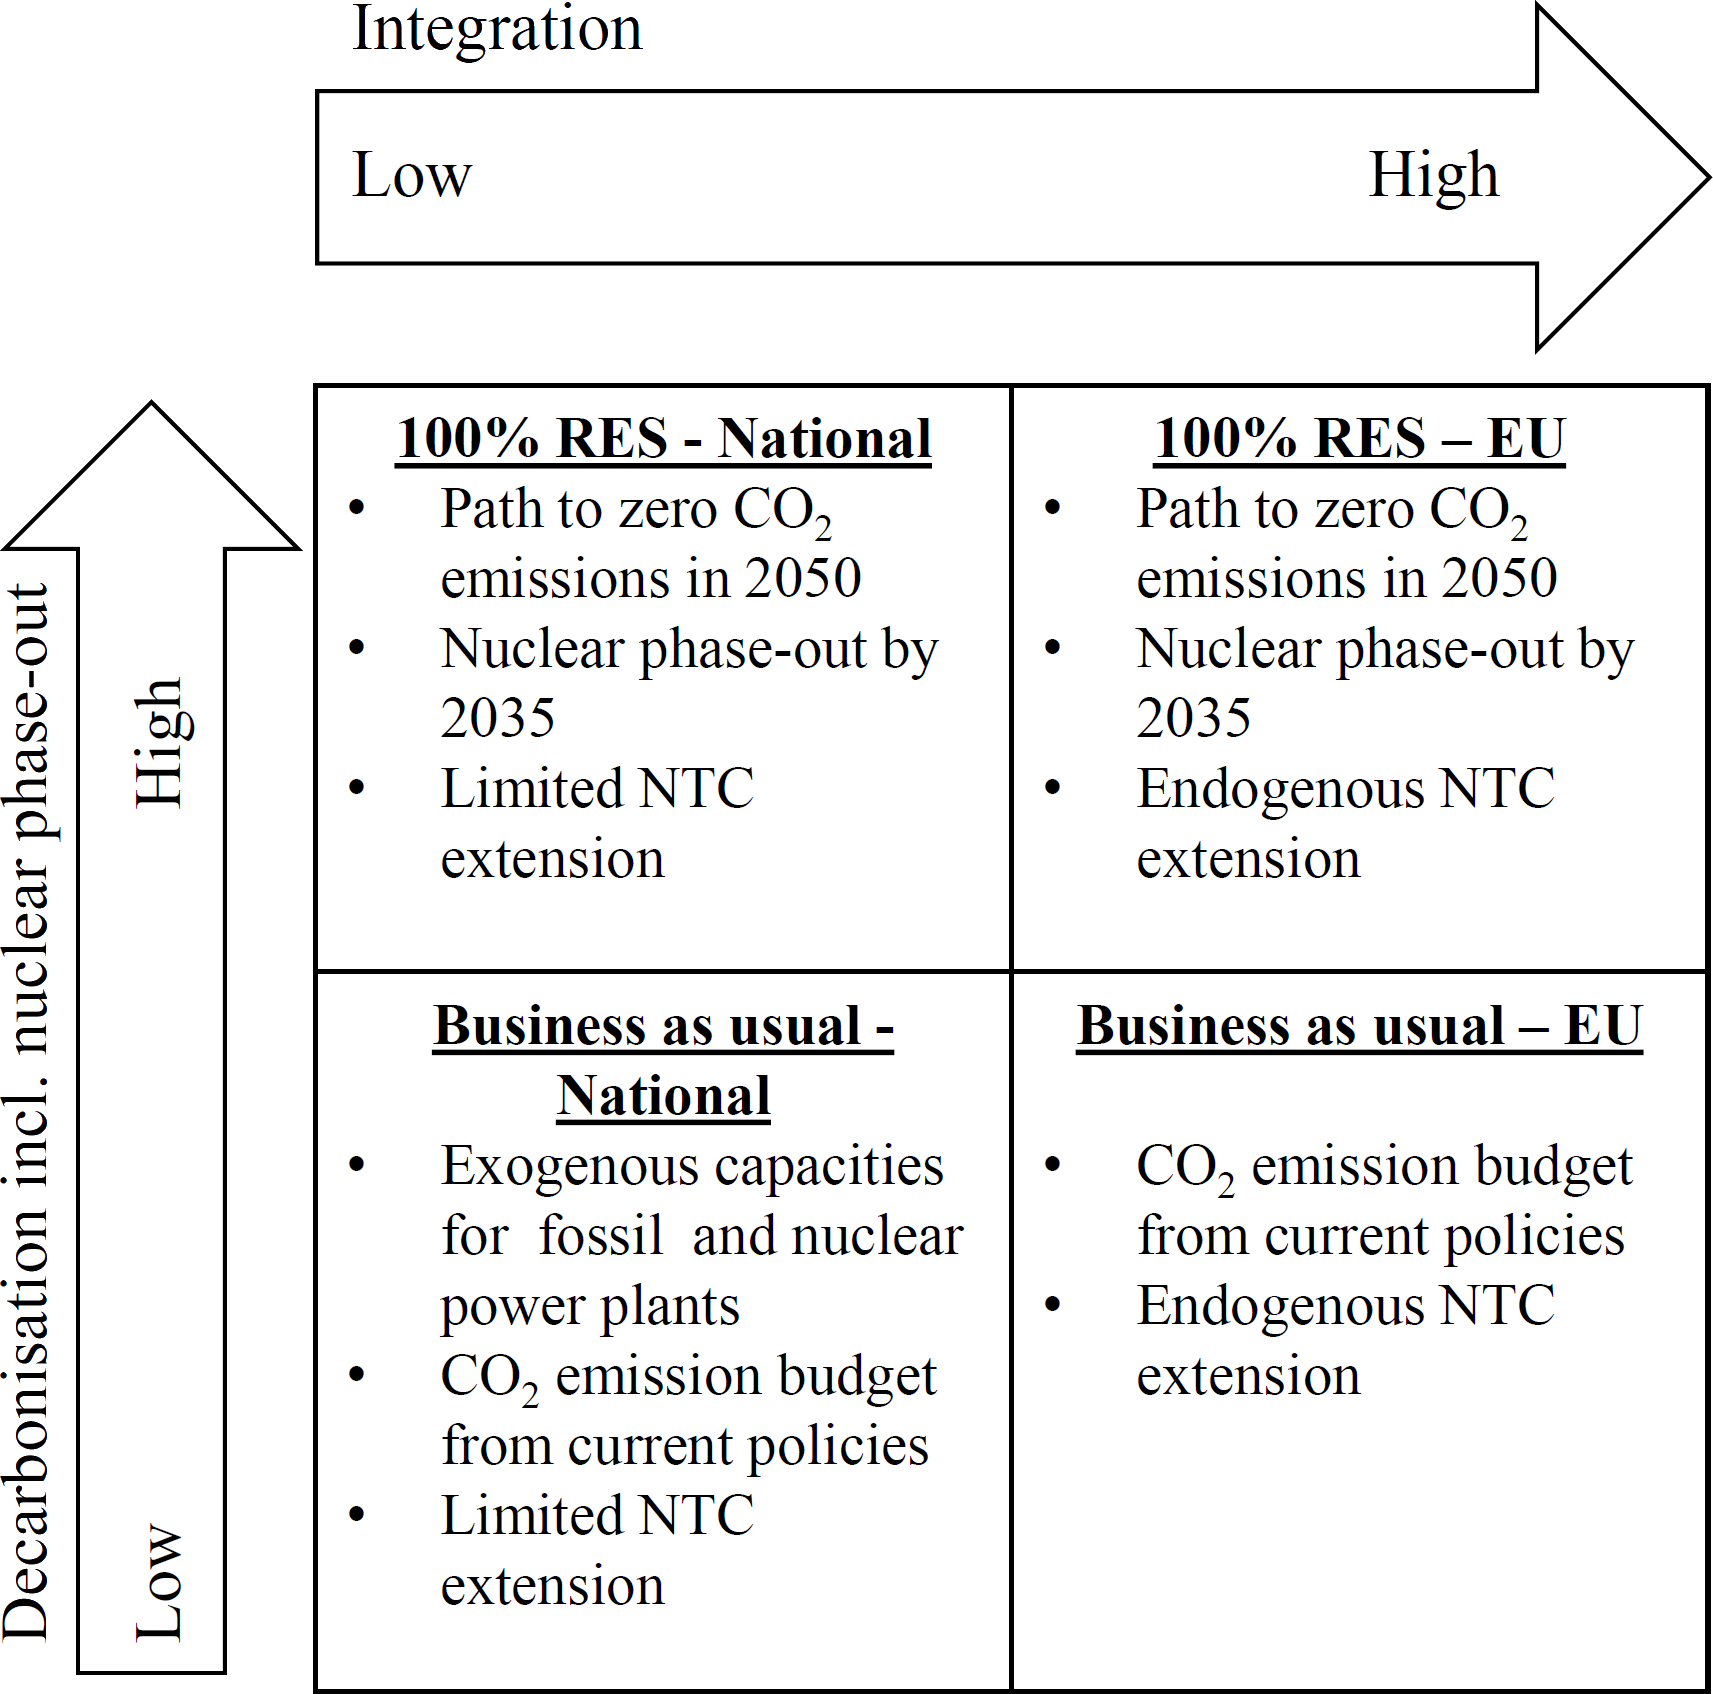 Integration
Low
High
Decarbonisation incl. nuclear phase-out
High
Low
100% RES - National
• Path to zero CO₂
emissions in 2050
• Nuclear phase-out by
2035
• Limited NTC
extension
100% RES – EU
• Path to zero CO₂
emissions in 2050
• Nuclear phase-out by
2035
• Endogenous NTC
extension
Business as usual -
National
• Exogenous capacities
for fossil and nuclear
power plants
• CO₂ emission budget
from current policies
• Limited NTC
extension
Business as usual – EU
• CO₂ emission budget
from current policies
• Endogenous NTC
extension